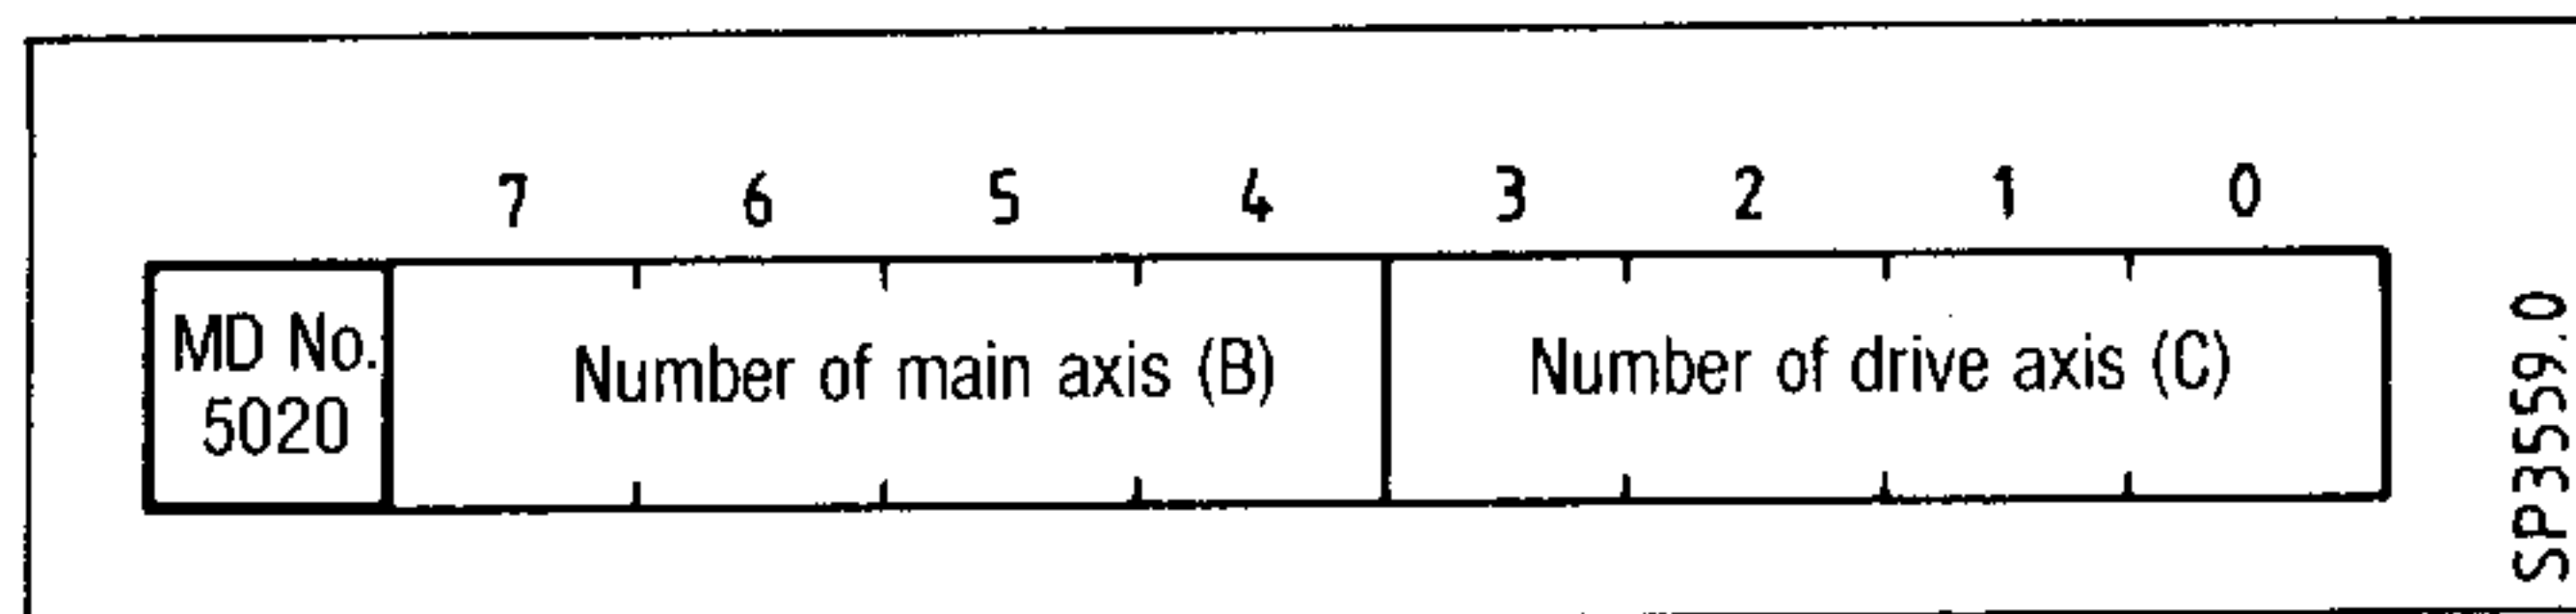 7 6 5 4 3 2 1 0
MD No.
5020
Number of main axis (B)
Number of drive axis (C)
SP3559.0